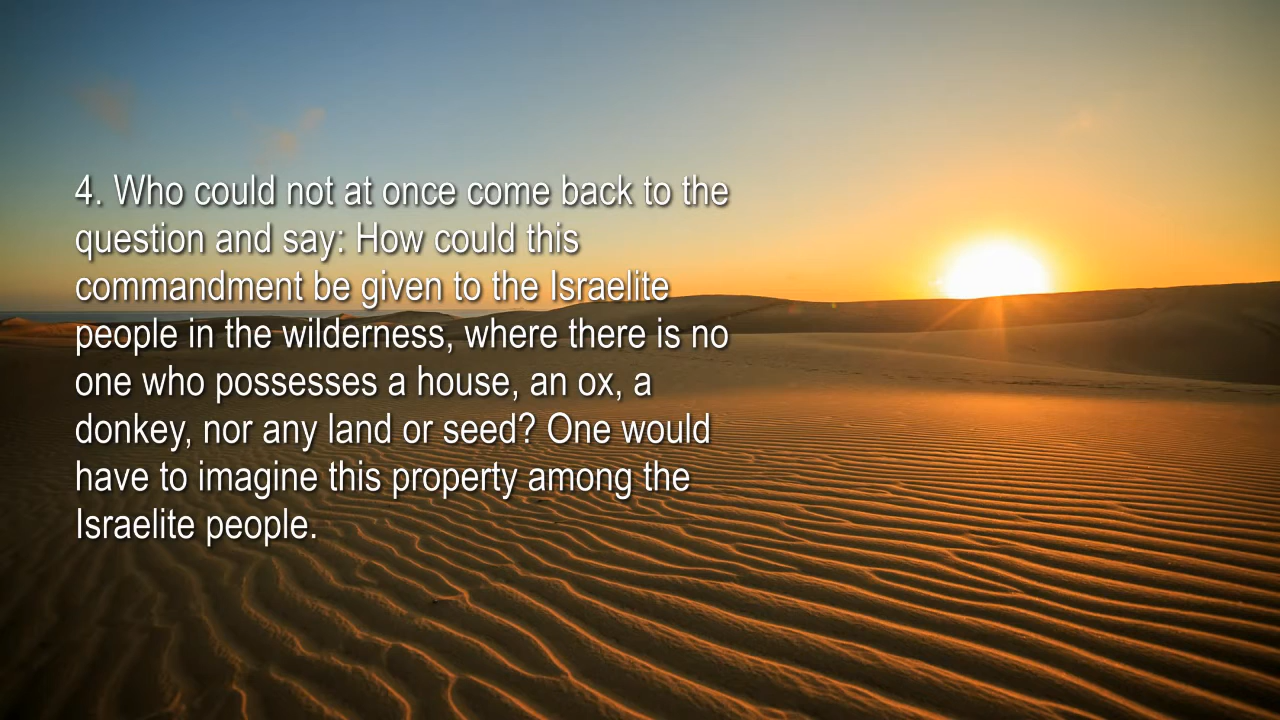 4. Who could not at once come back to the
question and say: How could this
commandment be given to the Israelite
people in the wilderness, where there is no
one who possesses a house, an ox, a
donkey, nor any land or seed? One would
have to imagine this property among the
Israelite people.